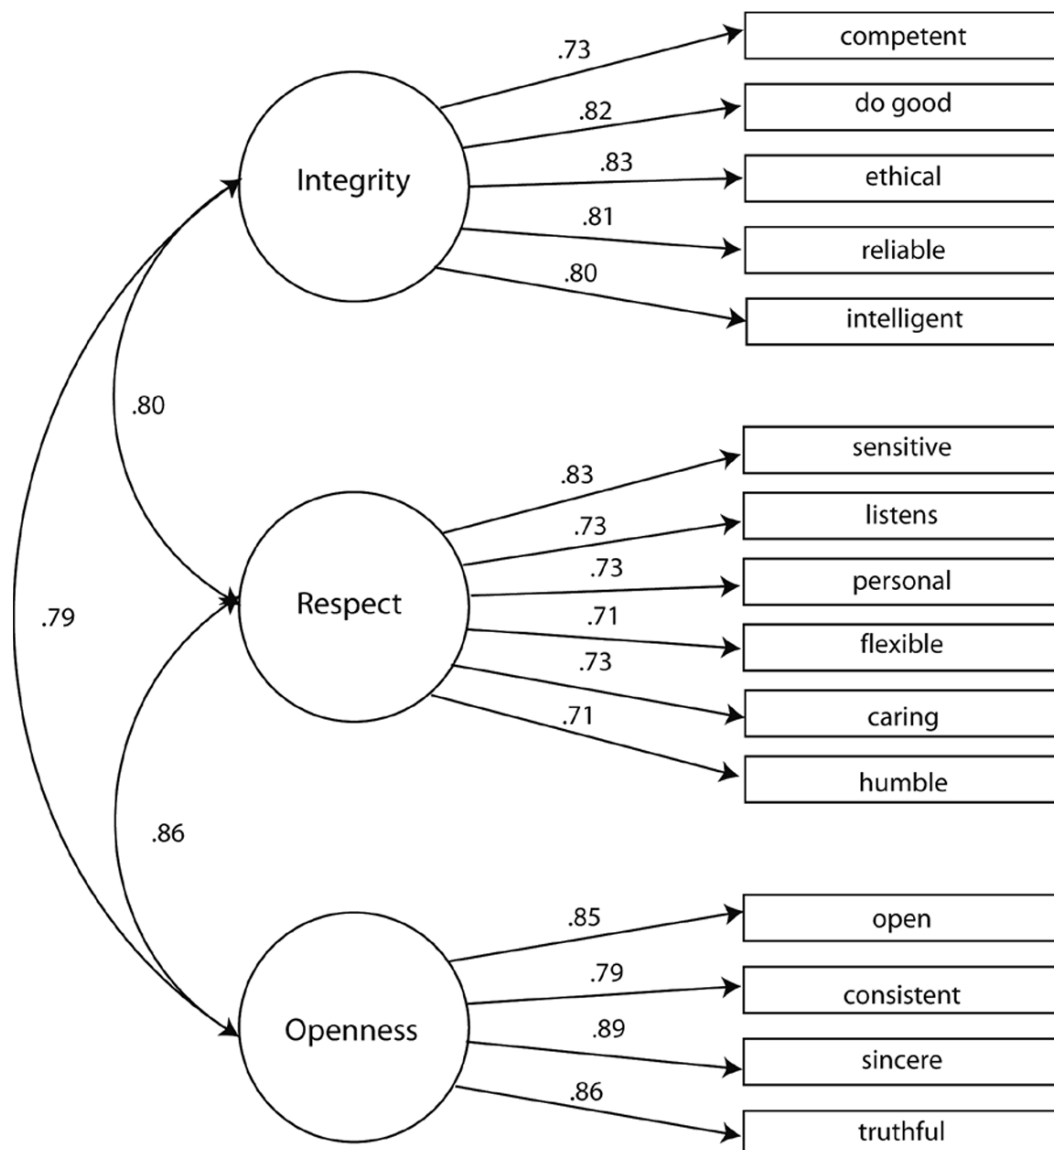 .73
competent
.82
do good
.83
ethical
Integrity
.81
reliable
.80
intelligent
.80
.83
sensitive
.73
listens
.73
personal
Respect
.71
flexible
.73
caring
.71
humble
.79
.86
.85
open
.79
consistent
Openness
.89
sincere
.86
truthful